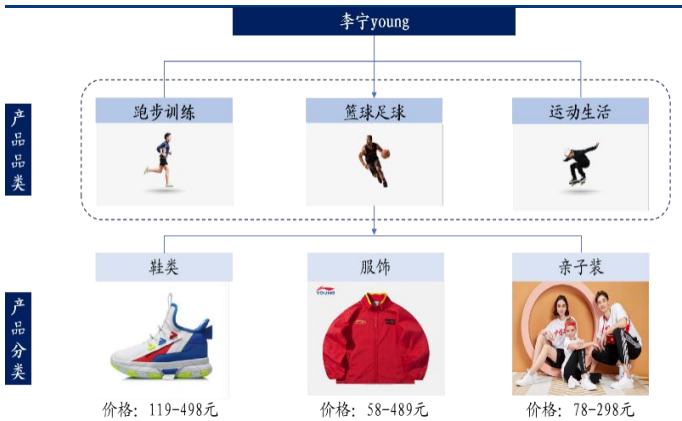 李宁young
产品品类
跑步训练
篮球足球
运动生活
产品分类
鞋类
服饰
亲子装
YOUNG
价格：119-498元
价格：58-489元
价格：78-298元